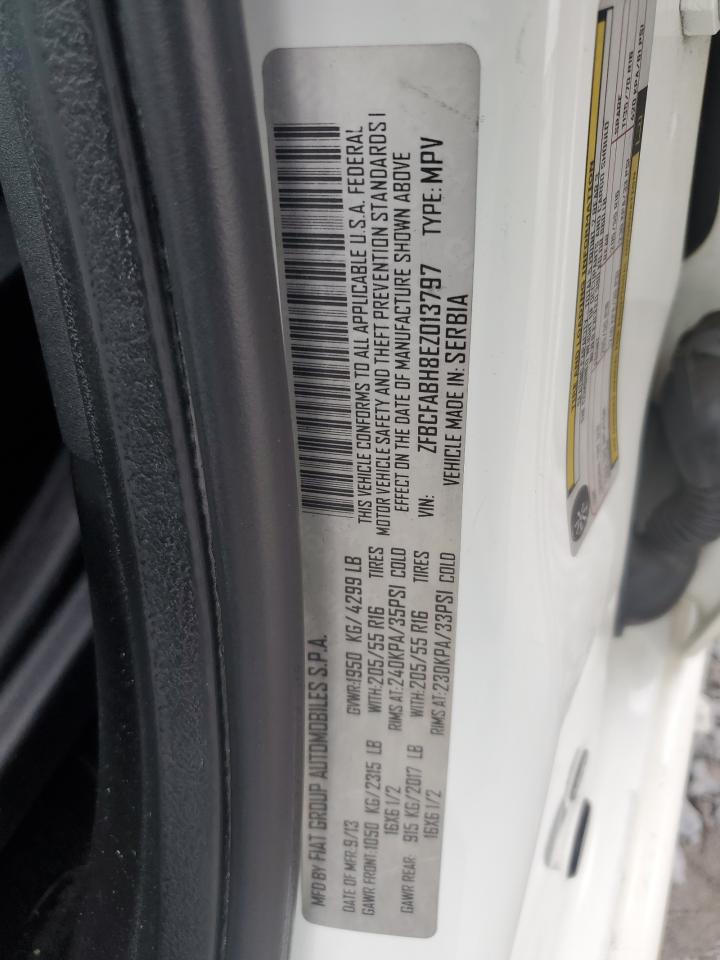 MFD BY FIAT GROUP AUTOMOBILES S.P.A.
DATE OF MFR: 9/13 GVWR: 1950 KG/ 4299 LB
GAWR FRONT: 1050 KG/2315 LB WITH: 205/55 R16 TIRES
16X6 1/2 RIMS AT: 240KPA/35PSI COLD
GAWR REAR: 915 KG/2017 LB WITH: 205/55 R16 TIRES
16X6 1/2 RIMS AT: 230KPA/33PSI COLD
THIS VEHICLE CONFORMS TO ALL APPLICABLE U.S.A. FEDERAL
MOTOR VEHICLE SAFETY AND THEFT PREVENTION STANDARDS I
EFFECT ON THE DATE OF MANUFACTURE SHOWN ABOVE
VIN: ZFBCFABH8EZ013797 TYPE: MPV
VEHICLE MADE IN: SERBIA